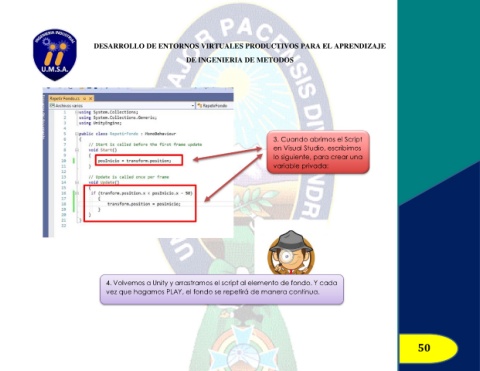 INGENIERIA INDUSTRIAL
U.M.S.A.
MAJOR PACENSIS DIVI ANDRE
DESARROLLO DE ENTORNOS VIRTUALES PRODUCTIVOS PARA EL APRENDIZAJE
DE INGENIERIA DE METODOS
RepetirFondo.cs
Archivos varios
RepetirFondo
1 using System.Collections;
2 using System.Collections.Generic;
3 using UnityEngine;
4
5 public class RepetirFondo : MonoBehaviour
6 {
7 // Start is called before the first frame update
8 void Start()
9 {
10 posInicio = transform.position;
11 }
12
13 // Update is called once per frame
14 void Update()
15 {
16 if (tranform.position.x < posInicio.x - 40)
17 {
18 transform.position = posInicio;
19 }
20 }
21 }
22
3. Cuando abrimos el Script
en Visual Studio, escribimos
lo siguiente, para crear una
variable privada:
4. Volvemos a Unity y arrastramos el script al elemento de fondo. Y cada
vez que hagamos PLAY, el fondo se repetirá de manera continua.
50